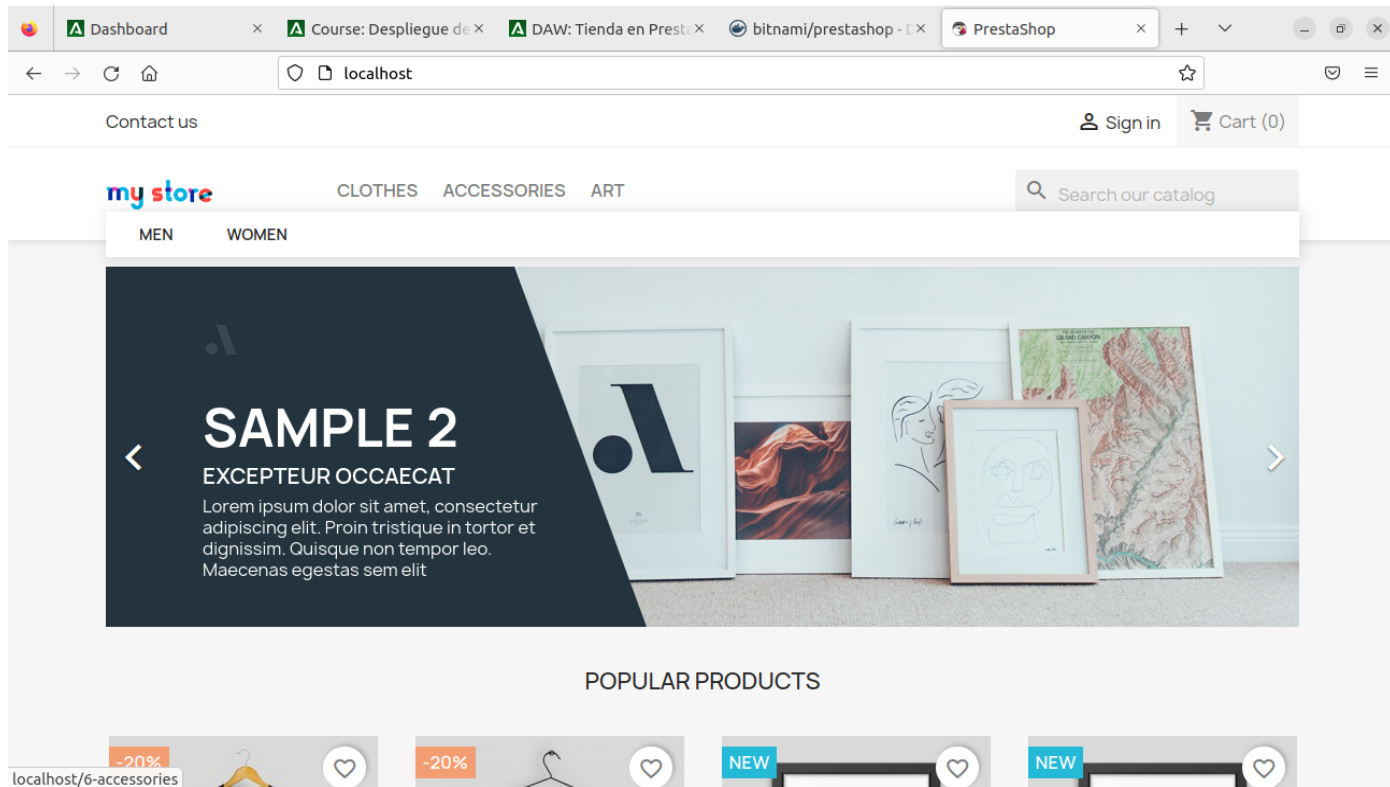 Dashboard
Course: Despliegue de
DAW: Tienda en Presta
bitnami/prestashop - D
PrestaShop
localhost
Contact us
Sign in
Cart (0)
my store
CLOTHES ACCESSORIES ART
Search our catalog
MEN WOMEN
SAMPLE 2
EXCEPTEUR OCCAECAT
Lorem ipsum dolor sit amet, consectetur
adipiscing elit. Proin tristique in tortor et
dignissim. Quisque non tempor leo.
Maecenas egestas sem elit
GRAND CANYON
POPULAR PRODUCTS
-20%
-20%
NEW
NEW
localhost/6-accessories